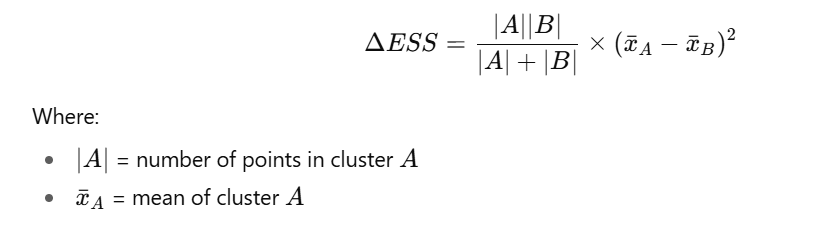 ΔESS = |A||B| / |A| + |B| × (x̄_A − x̄_B)²
Where:
• |A| = number of points in cluster A
• x̄_A = mean of cluster A